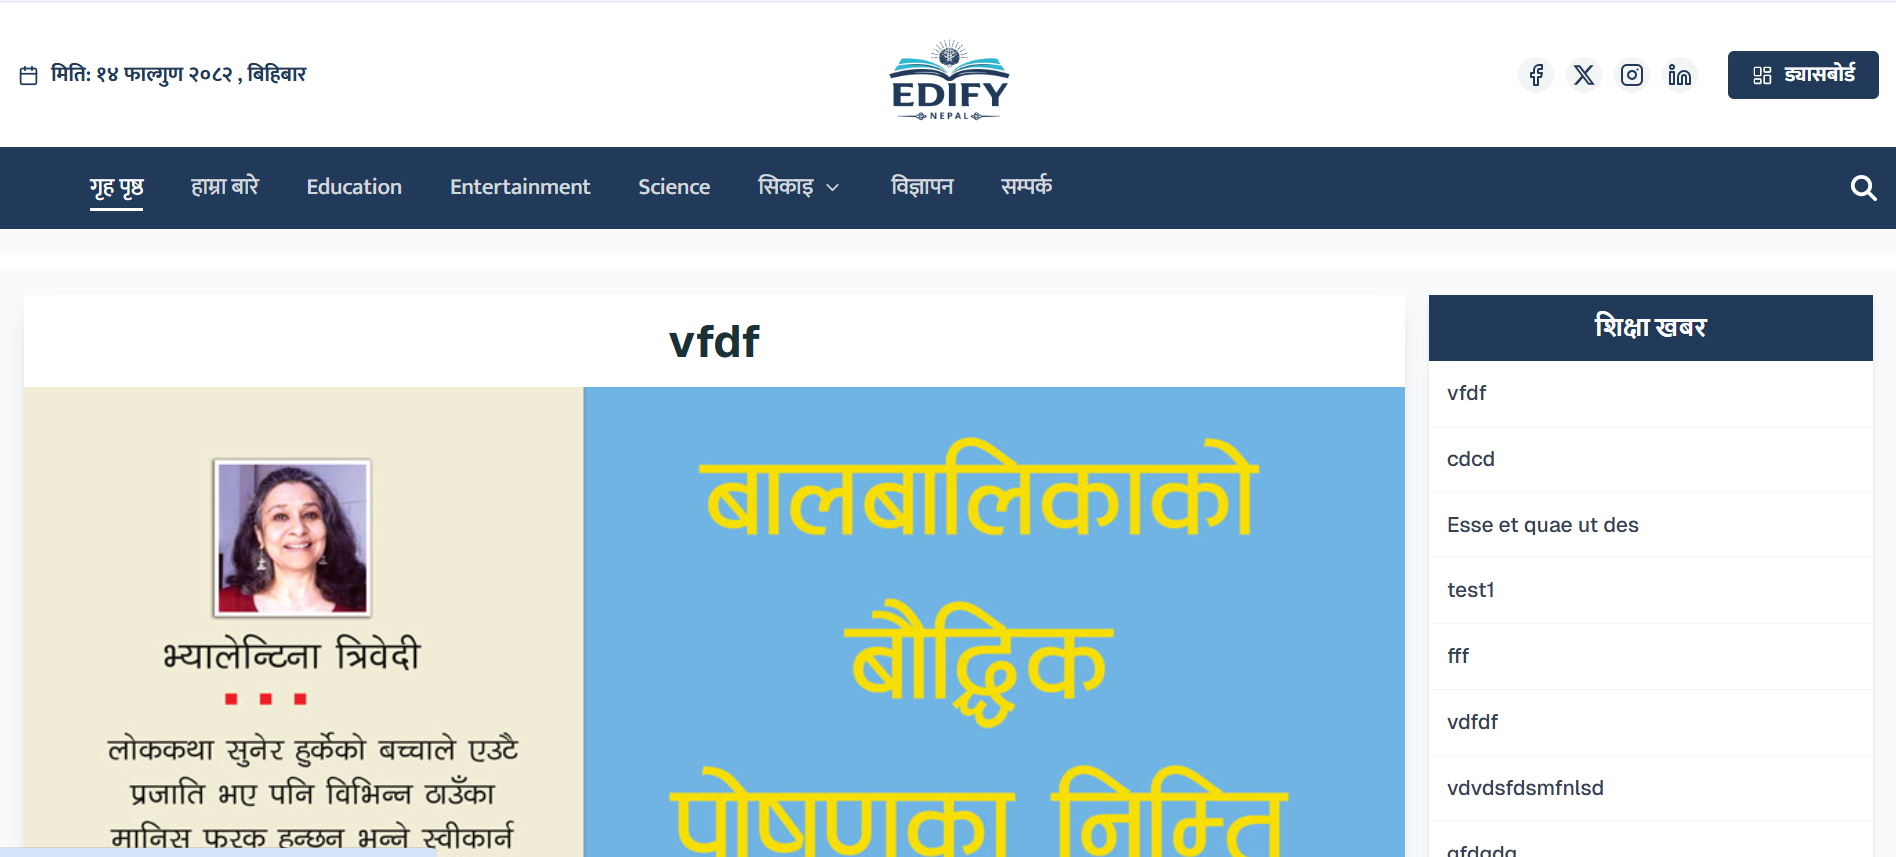 मिति: १४ फाल्गुण २०८२ , बिहिबार
EDIFY
NEPAL
ड्यासबोर्ड
गृह पृष्ठ
हाम्रा बारे
Education
Entertainment
Science
सिकाइ
विज्ञापन
सम्पर्क
vfdf
भ्यालेन्टिना त्रिवेदी
लोककथा सुनेर हुर्केको बच्चाले एउटै
प्रजाति भए पनि विभिन्न ठाउँका
मानिस फरक हुन्छन् भन्ने स्वीकार्न
बालबालिकाको
बौद्धिक
पोषणका निम्ति
शिक्षा खबर
vfdf
cdcd
Esse et quae ut des
test1
fff
vdfdf
vdvdsfdsmfnlsd